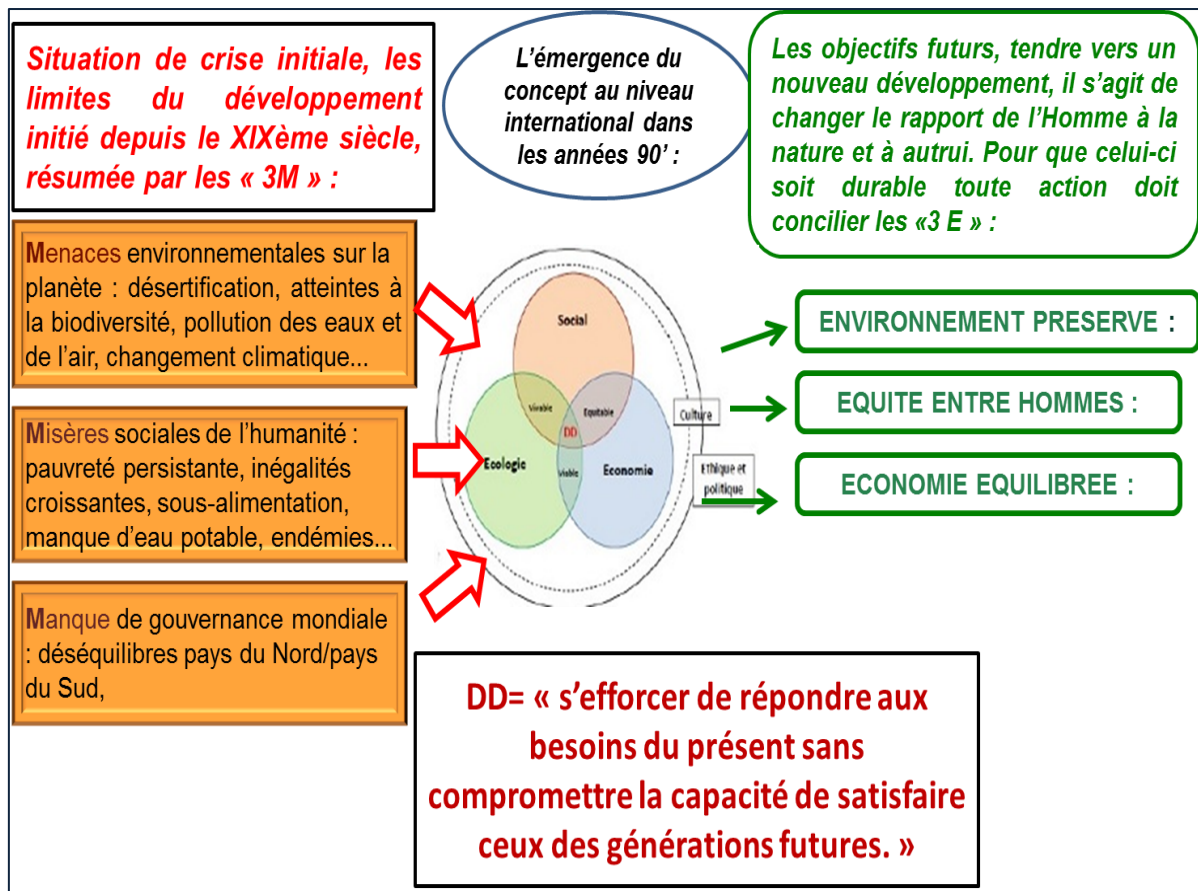 Situation de crise initiale, les
limites du développement
initié depuis le XIXème siècle,
résumée par les « 3M » :
L’émergence du
concept au niveau
international dans
les années 90’ :
Les objectifs futurs, tendre vers un
nouveau développement, il s’agit de
changer le rapport de l’Homme à la
nature et à autrui. Pour que celui-ci
soit durable toute action doit
concilier les «3 E » :
Menaces environnementales sur la
planète : désertification, atteintes à
la biodiversité, pollution des eaux et
de l’air, changement climatique...
Misères sociales de l’humanité :
pauvreté persistante, inégalités
croissantes, sous-alimentation,
manque d’eau potable, endémies...
Manque de gouvernance mondiale
: déséquilibres pays du Nord/pays
du Sud,
Social
Vivable
Equitable
DD
Ecologie
Viable
Economie
Culture
Ethique et
politique
ENVIRONNEMENT PRESERVE :
EQUITE ENTRE HOMMES :
ECONOMIE EQUILIBREE :
DD= « s’efforcer de répondre aux
besoins du présent sans
compromettre la capacité de satisfaire
ceux des générations futures. »